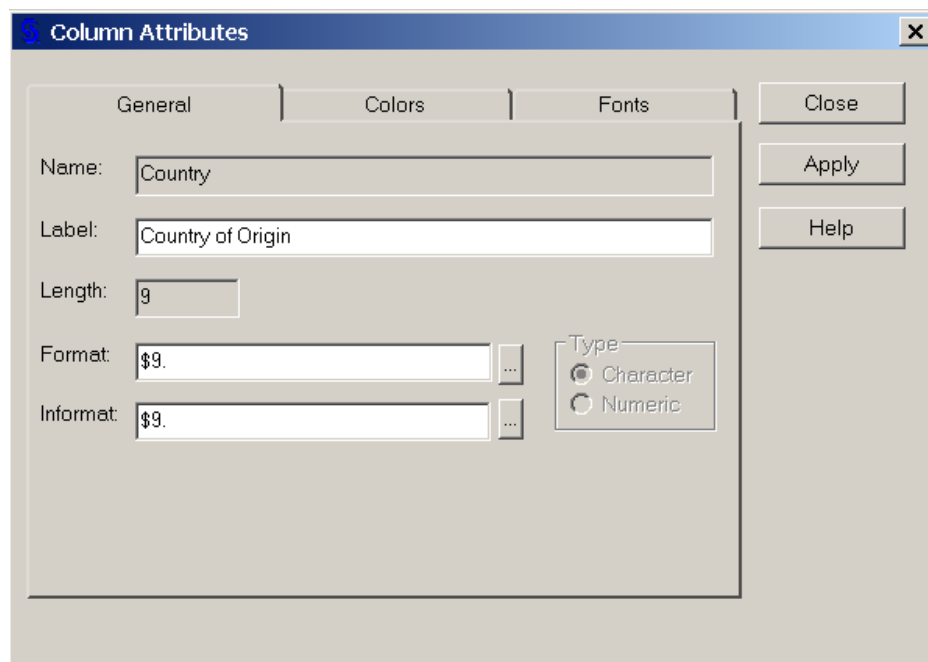 Column Attributes
General Colors Fonts
Close
Name: Country
Apply
Label: Country of Origin
Help
Length: 9
Format: $9. ...
Type
Character
Informat: $9. ...
Numeric